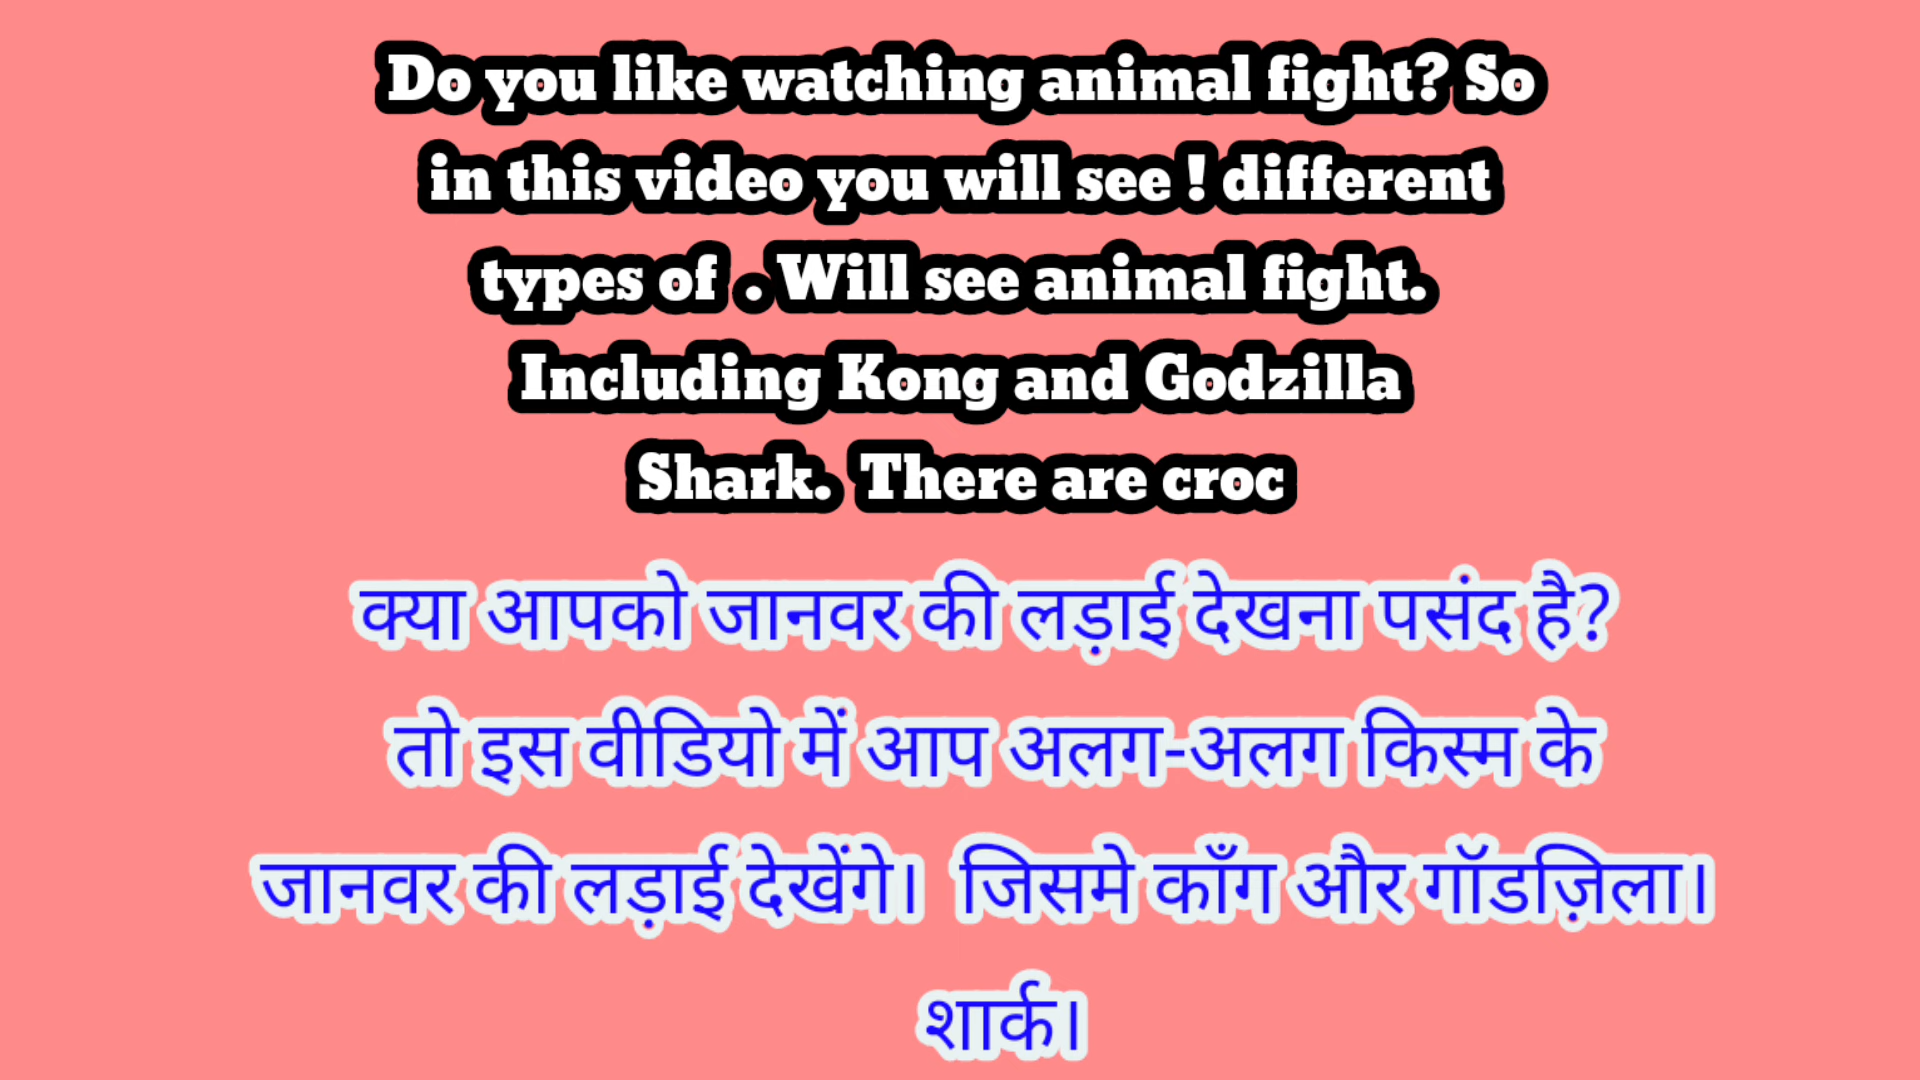 Do you like watching animal fight? So
in this video you will see ! different
types of . Will see animal fight.
Including Kong and Godzilla
Shark. There are croc
क्या आपको जानवर की लड़ाई देखना पसंद है?
तो इस वीडियो में आप अलग-अलग किस्म के
जानवर की लड़ाई देखेंगे। जिसमे काँग और गॉडज़िला।
शार्क।